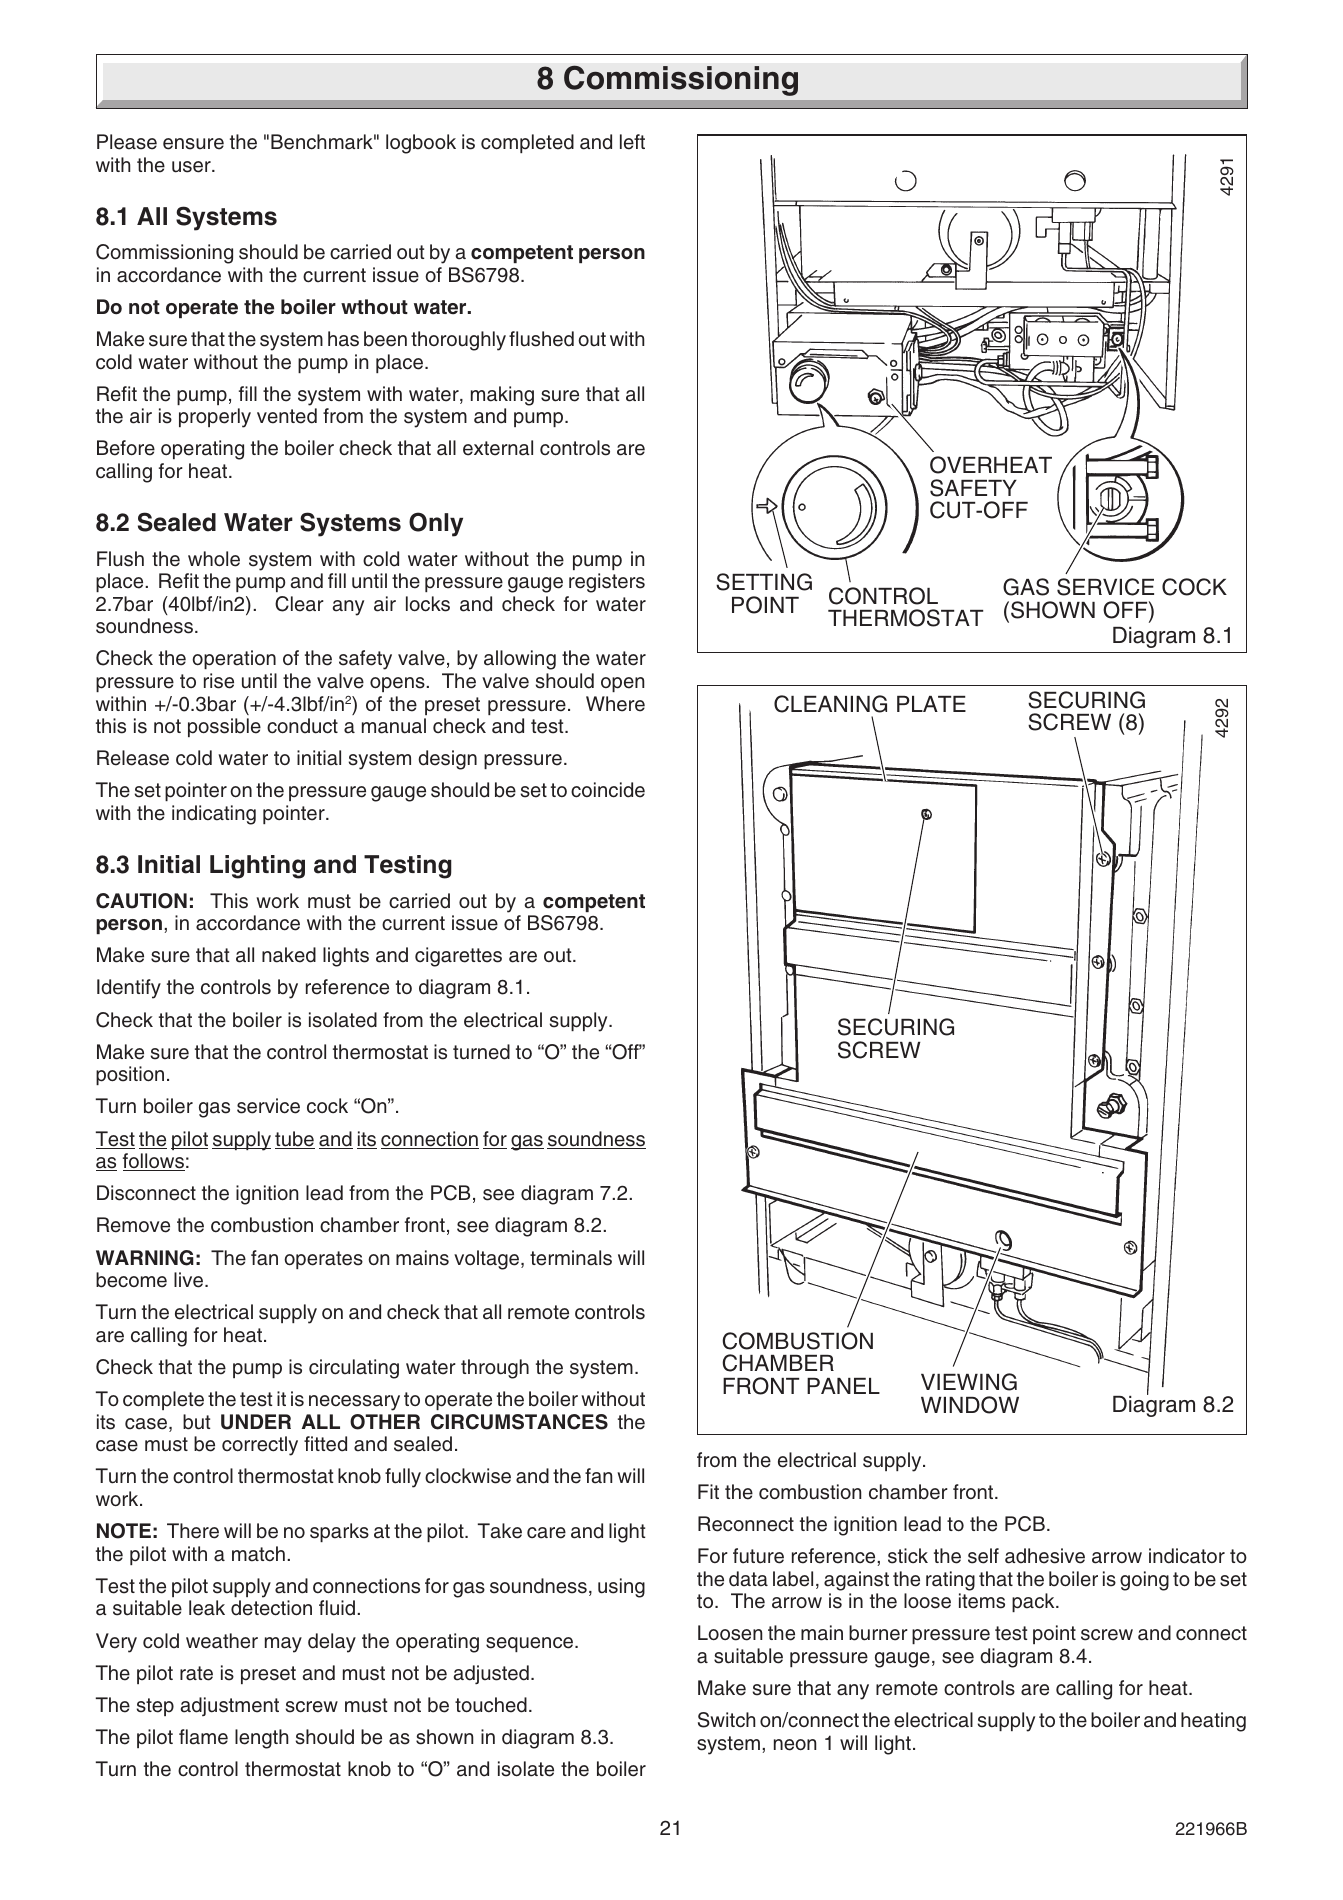 8 Commissioning
Please ensure the "Benchmark" logbook is completed and left
with the user.
8.1 All Systems
Commissioning should be carried out by a competent person
in accordance with the current issue of BS6798.
Do not operate the boiler wthout water.
Make sure that the system has been thoroughly flushed out with
cold water without the pump in place.
Refit the pump, fill the system with water, making sure that all
the air is properly vented from the system and pump.
Before operating the boiler check that all external controls are
calling for heat.
8.2 Sealed Water Systems Only
Flush the whole system with cold water without the pump in
place. Refit the pump and fill until the pressure gauge registers
2.7bar (40lbf/in2). Clear any air locks and check for water
soundness.
Check the operation of the safety valve, by allowing the water
pressure to rise until the valve opens. The valve should open
within +/-0.3bar (+/-4.3lbf/in²) of the preset pressure. Where
this is not possible conduct a manual check and test.
Release cold water to initial system design pressure.
The set pointer on the pressure gauge should be set to coincide
with the indicating pointer.
8.3 Initial Lighting and Testing
CAUTION: This work must be carried out by a competent
person, in accordance with the current issue of BS6798.
Make sure that all naked lights and cigarettes are out.
Identify the controls by reference to diagram 8.1.
Check that the boiler is isolated from the electrical supply.
Make sure that the control thermostat is turned to “O” the “Off”
position.
Turn boiler gas service cock “On”.
Test the pilot supply tube and its connection for gas soundness
as follows:
Disconnect the ignition lead from the PCB, see diagram 7.2.
Remove the combustion chamber front, see diagram 8.2.
WARNING: The fan operates on mains voltage, terminals will
become live.
Turn the electrical supply on and check that all remote controls
are calling for heat.
Check that the pump is circulating water through the system.
To complete the test it is necessary to operate the boiler without
its case, but UNDER ALL OTHER CIRCUMSTANCES the
case must be correctly fitted and sealed.
Turn the control thermostat knob fully clockwise and the fan will
work.
NOTE: There will be no sparks at the pilot. Take care and light
the pilot with a match.
Test the pilot supply and connections for gas soundness, using
a suitable leak detection fluid.
Very cold weather may delay the operating sequence.
The pilot rate is preset and must not be adjusted.
The step adjustment screw must not be touched.
The pilot flame length should be as shown in diagram 8.3.
Turn the control thermostat knob to “O” and isolate the boiler
4291
OVERHEAT
SAFETY
CUT-OFF
SETTING
POINT
CONTROL
THERMOSTAT
GAS SERVICE COCK
(SHOWN OFF)
Diagram 8.1
CLEANING PLATE
SECURING
SCREW (8)
4292
SECURING
SCREW
COMBUSTION
CHAMBER
FRONT PANEL
VIEWING
WINDOW
Diagram 8.2
from the electrical supply.
Fit the combustion chamber front.
Reconnect the ignition lead to the PCB.
For future reference, stick the self adhesive arrow indicator to
the data label, against the rating that the boiler is going to be set
to. The arrow is in the loose items pack.
Loosen the main burner pressure test point screw and connect
a suitable pressure gauge, see diagram 8.4.
Make sure that any remote controls are calling for heat.
Switch on/connect the electrical supply to the boiler and heating
system, neon 1 will light.
21
221966B